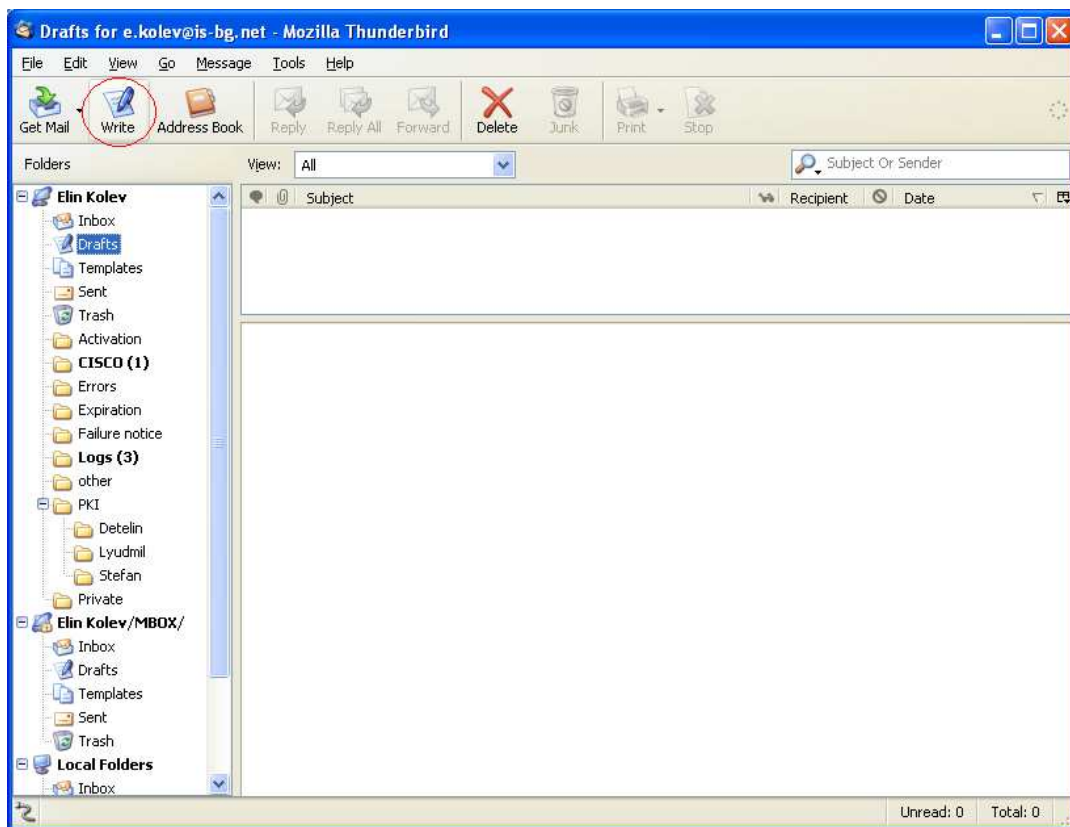 Drafts for e.kolev@is-bg.net - Mozilla Thunderbird
File Edit View Go Message Tools Help
Get Mail Write Address Book Reply Reply All Forward Delete Junk Print Stop
Folders View: All Subject Or Sender
Elin Kolev Subject Recipient Date
Inbox
Drafts
Templates
Sent
Trash
Activation
CISCO (1)
Errors
Expiration
Failure notice
Logs (3)
other
PKI
Detelin
Lyudmil
Stefan
Private
Elin Kolev/MBOX/
Inbox
Drafts
Templates
Sent
Trash
Local Folders
Inbox
Unread: 0 Total: 0